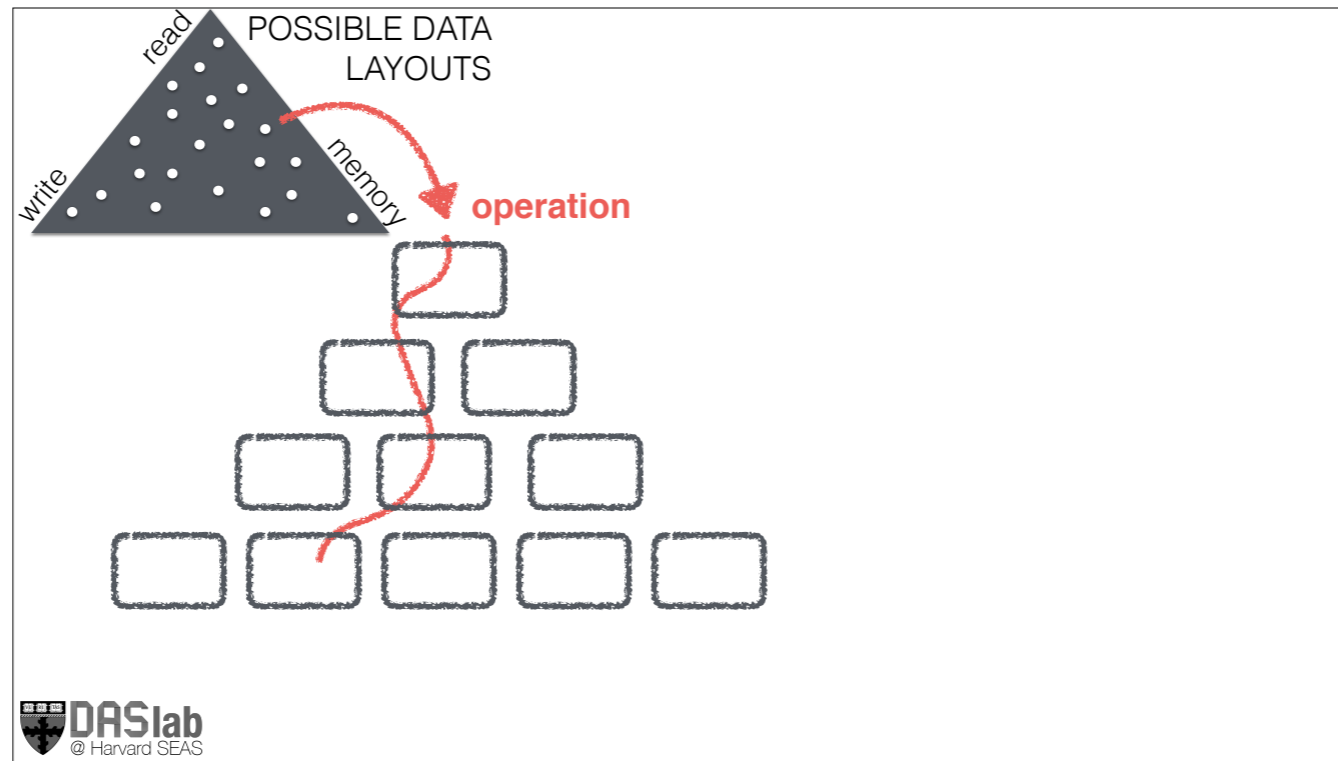 read
POSSIBLE DATA
LAYOUTS
write
memory
operation
DASlab
@ Harvard SEAS